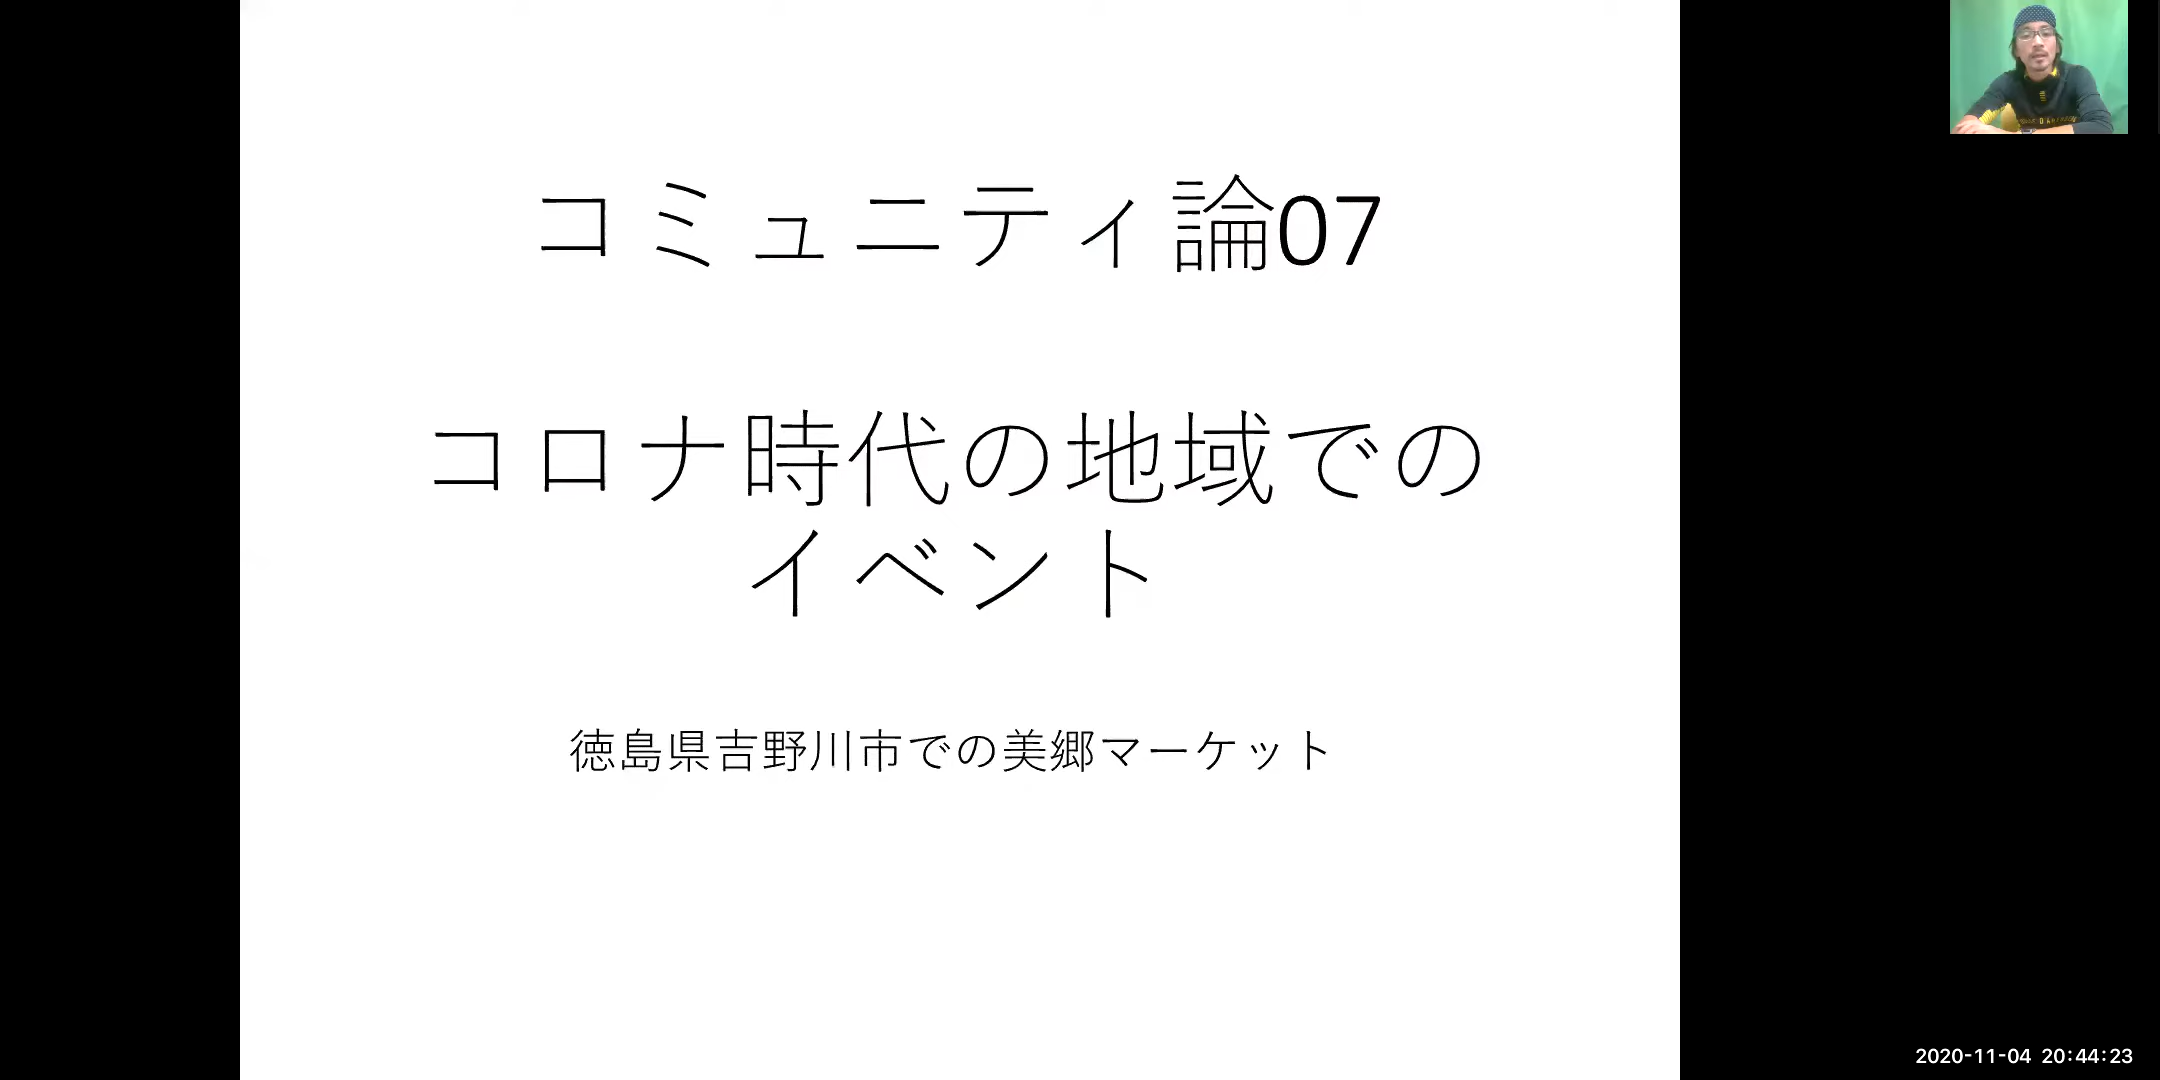 コミュニティ論07
コロナ時代の地域での
イベント
徳島県吉野川市での美郷マーケット
2020-11-04 20:44:23